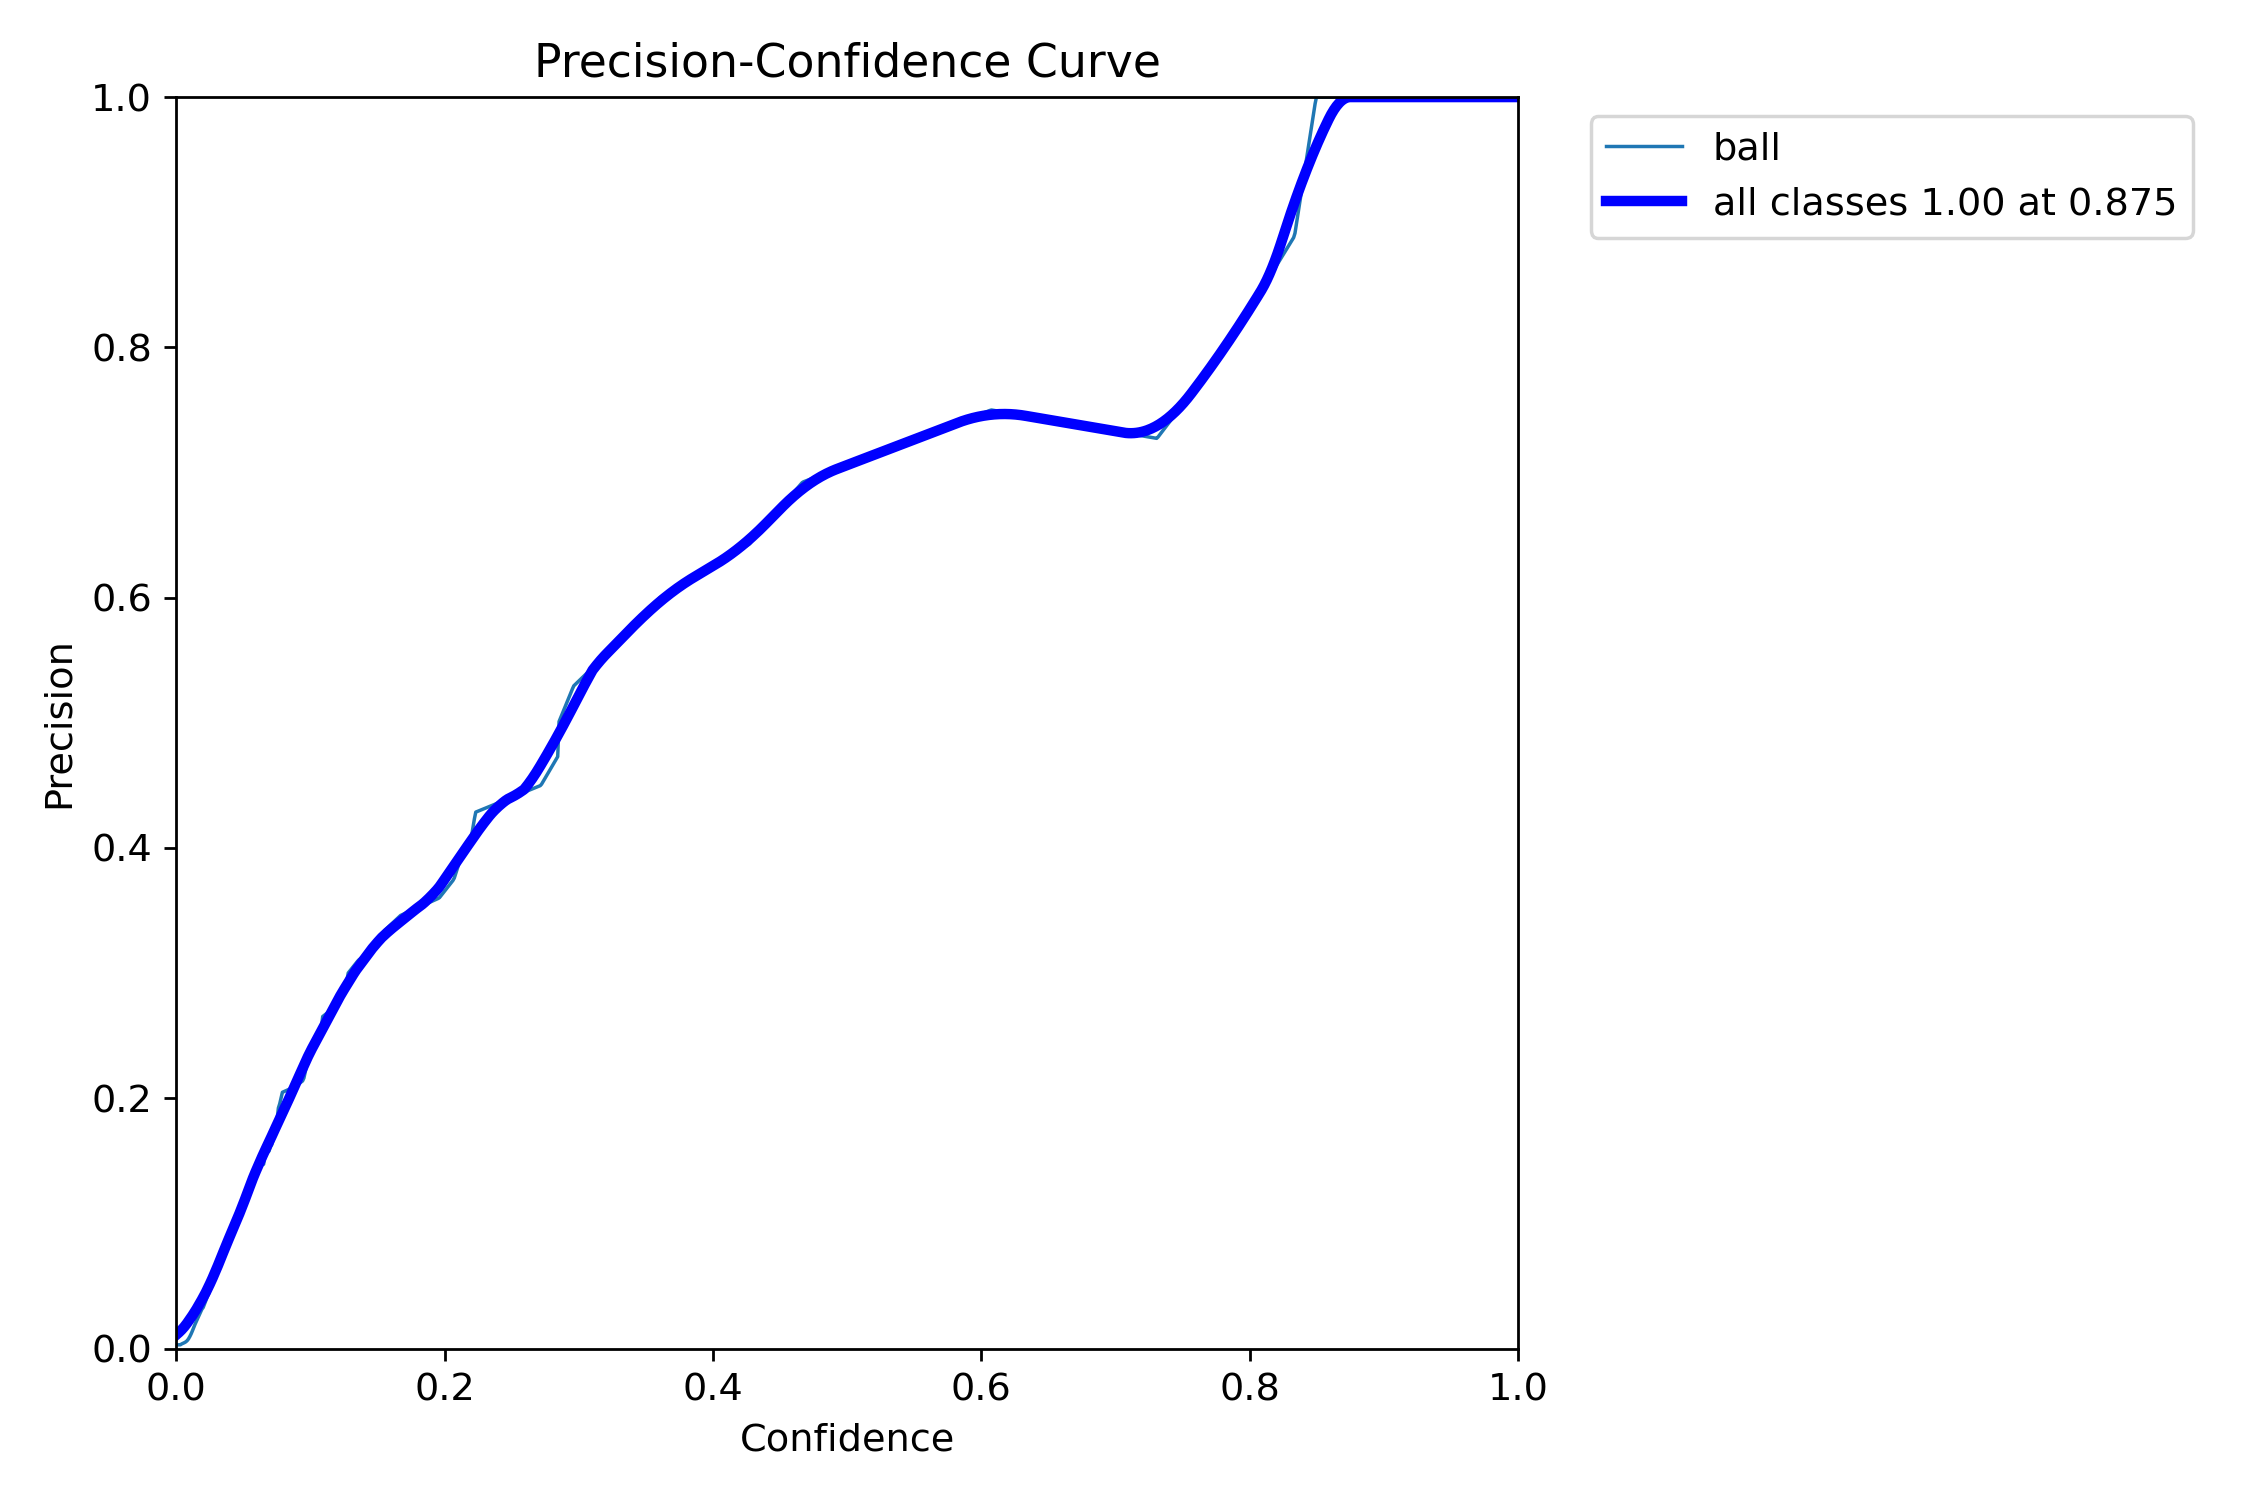 Precision-Confidence Curve
1.0
0.8
0.6
0.4
0.2
0.0
Precision
0.0 0.2 0.4 0.6 0.8 1.0
Confidence
ball
all classes 1.00 at 0.875